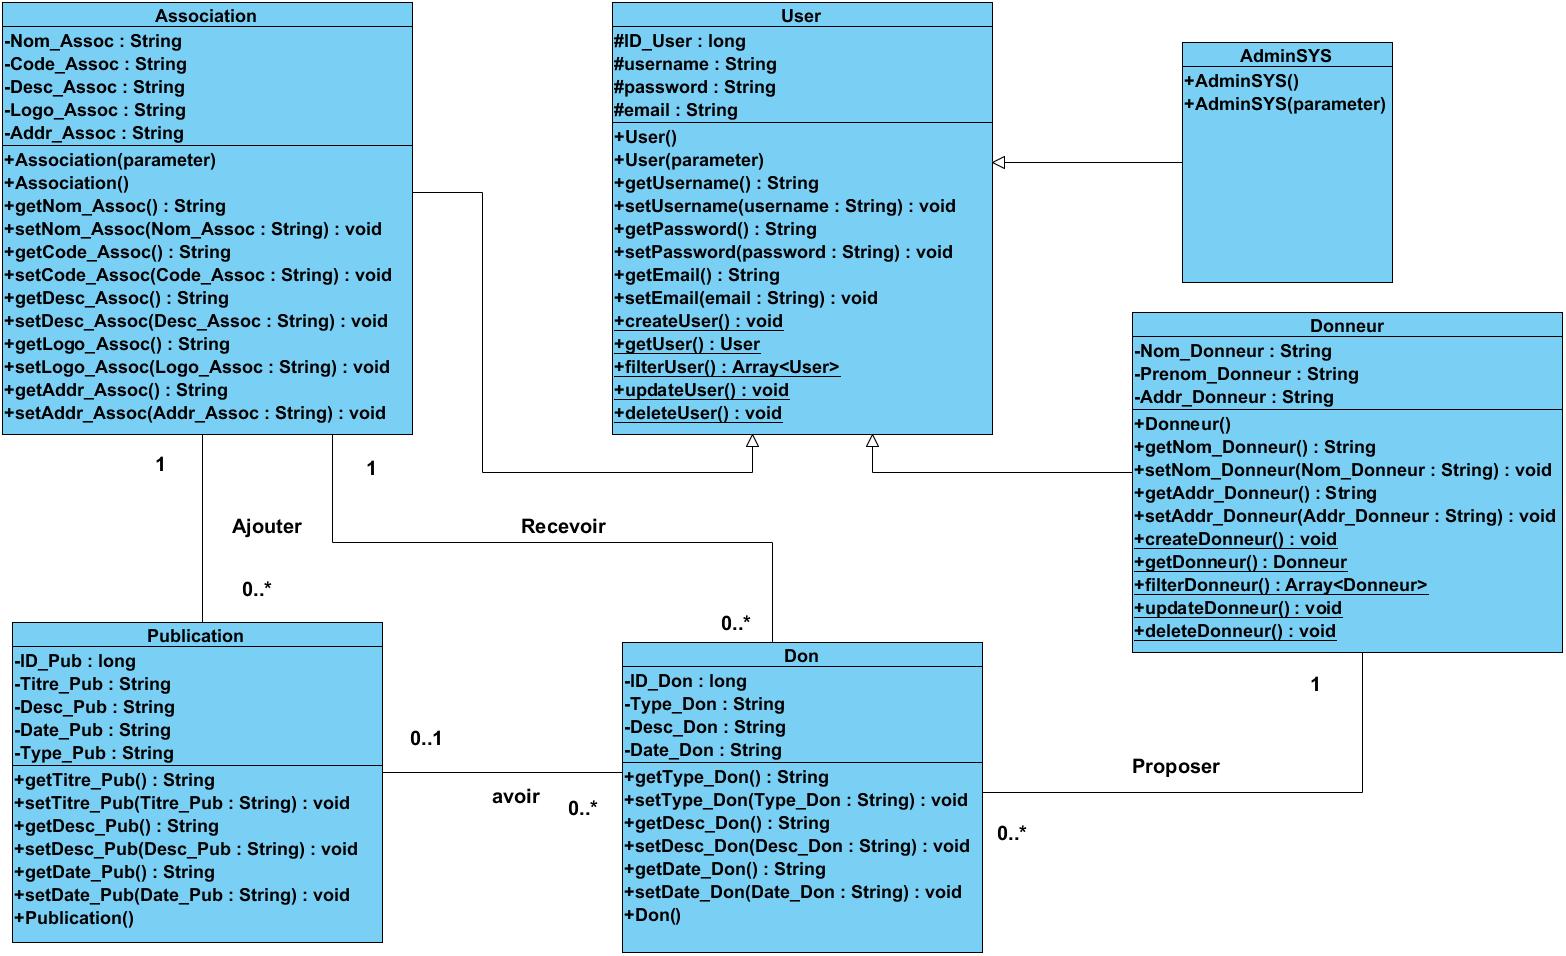 Association
-Nom_Assoc : String
-Code_Assoc : String
-Desc_Assoc : String
-Logo_Assoc : String
-Addr_Assoc : String
+Association(parameter)
+Association()
+getNom_Assoc() : String
+setNom_Assoc(Nom_Assoc : String) : void
+getCode_Assoc() : String
+setCode_Assoc(Code_Assoc : String) : void
+getDesc_Assoc() : String
+setDesc_Assoc(Desc_Assoc : String) : void
+getLogo_Assoc() : String
+setLogo_Assoc(Logo_Assoc : String) : void
+getAddr_Assoc() : String
+setAddr_Assoc(Addr_Assoc : String) : void
User
#ID_User : long
#username : String
#password : String
#email : String
+User()
+User(parameter)
+getUsername() : String
+setUsername(username : String) : void
+getPassword() : String
+setPassword(password : String) : void
+getEmail() : String
+setEmail(email : String) : void
+createUser() : void
+getUser() : User
+filterUser() : Array<User>
+updateUser() : void
+deleteUser() : void
AdminSYS
+AdminSYS()
+AdminSYS(parameter)
Donneur
-Nom_Donneur : String
-Prenom_Donneur : String
-Addr_Donneur : String
+Donneur()
+getNom_Donneur() : String
+setNom_Donneur(Nom_Donneur : String) : void
+getAddr_Donneur() : String
+setAddr_Donneur(Addr_Donneur : String) : void
+createDonneur() : void
+getDonneur() : Donneur
+filterDonneur() : Array<Donneur>
+updateDonneur() : void
+deleteDonneur() : void
1
1
Ajouter
Recevoir
0..*
0..*
Publication
-ID_Pub : long
-Titre_Pub : String
-Desc_Pub : String
-Date_Pub : String
-Type_Pub : String
+getTitre_Pub() : String
+setTitre_Pub(Titre_Pub : String) : void
+getDesc_Pub() : String
+setDesc_Pub(Desc_Pub : String) : void
+getDate_Pub() : String
+setDate_Pub(Date_Pub : String) : void
+Publication()
0..1
avoir
0..*
Don
-ID_Don : long
-Type_Don : String
-Desc_Don : String
-Date_Don : String
+getType_Don() : String
+setType_Don(Type_Don : String) : void
+getDesc_Don() : String
+setDesc_Don(Desc_Don : String) : void
+getDate_Don() : String
+setDate_Don(Date_Don : String) : void
+Don()
1
Proposer
0..*